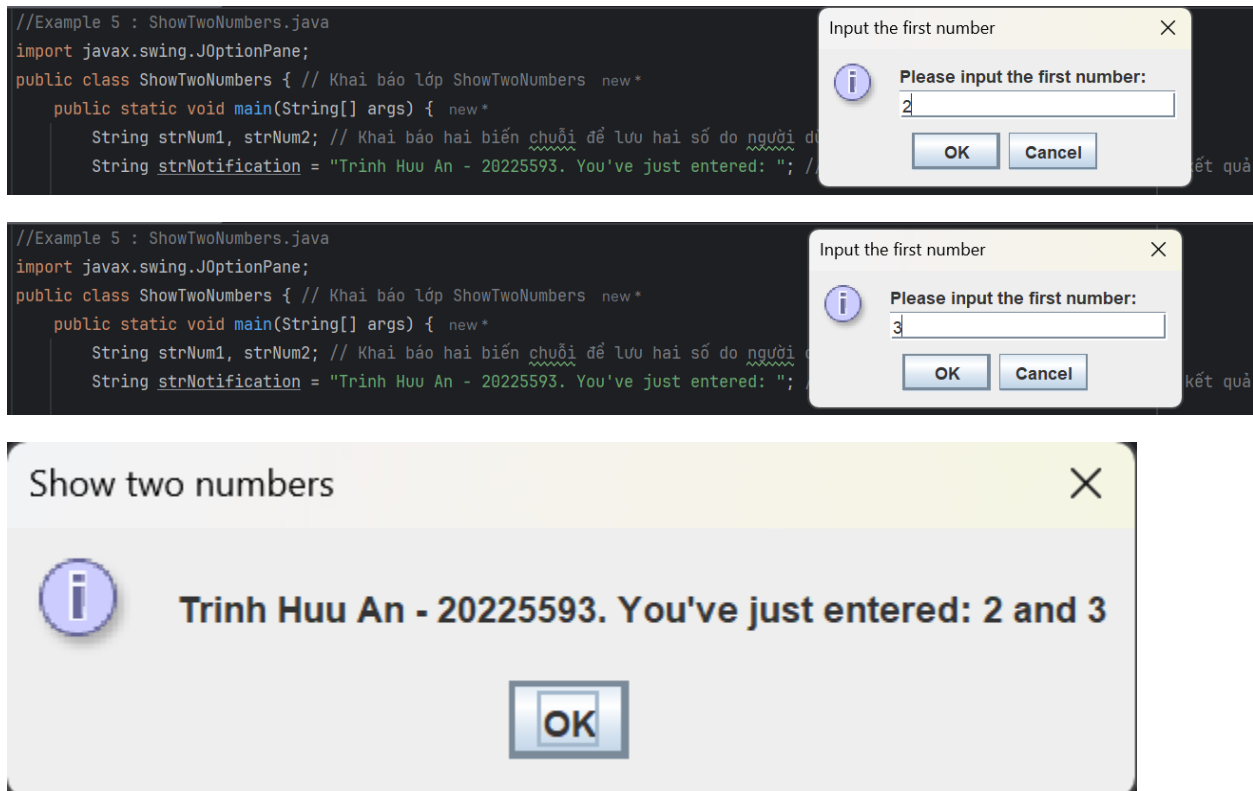 //Example 5 : ShowTwoNumbers.java
import javax.swing.JOptionPane;
public class ShowTwoNumbers { // Khai báo lớp ShowTwoNumbers new *
public static void main(String[] args) { new *
String strNum1, strNum2; // Khai báo hai biến chuỗi để lưu hai số do người
String strNotification = "Trinh Huu An - 20225593. You've just entered: "; // kết quả
Input the first number
Please input the first number:
2
OK Cancel
//Example 5 : ShowTwoNumbers.java
import javax.swing.JOptionPane;
public class ShowTwoNumbers { // Khai báo lớp ShowTwoNumbers new *
public static void main(String[] args) { new *
String strNum1, strNum2; // Khai báo hai biến chuỗi để lưu hai số do người
String strNotification = "Trinh Huu An - 20225593. You've just entered: "; / kết quả
Input the first number
Please input the first number:
3
OK Cancel
Show two numbers
Trinh Huu An - 20225593. You've just entered: 2 and 3
OK